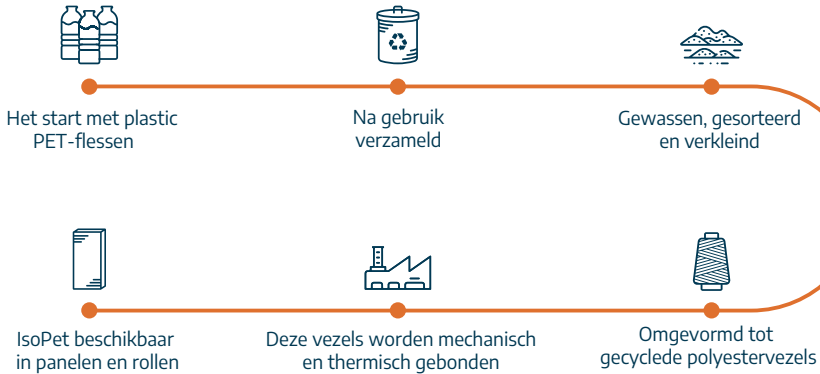 Het start met plastic
PET-flessen
Na gebruik
verzameld
Gewassen, gesorteerd
en verkleind
Omgevormd tot
gecyclede polyestervezels
Deze vezels worden mechanisch
en thermisch gebonden
IsoPet beschikbaar
in panelen en rollen